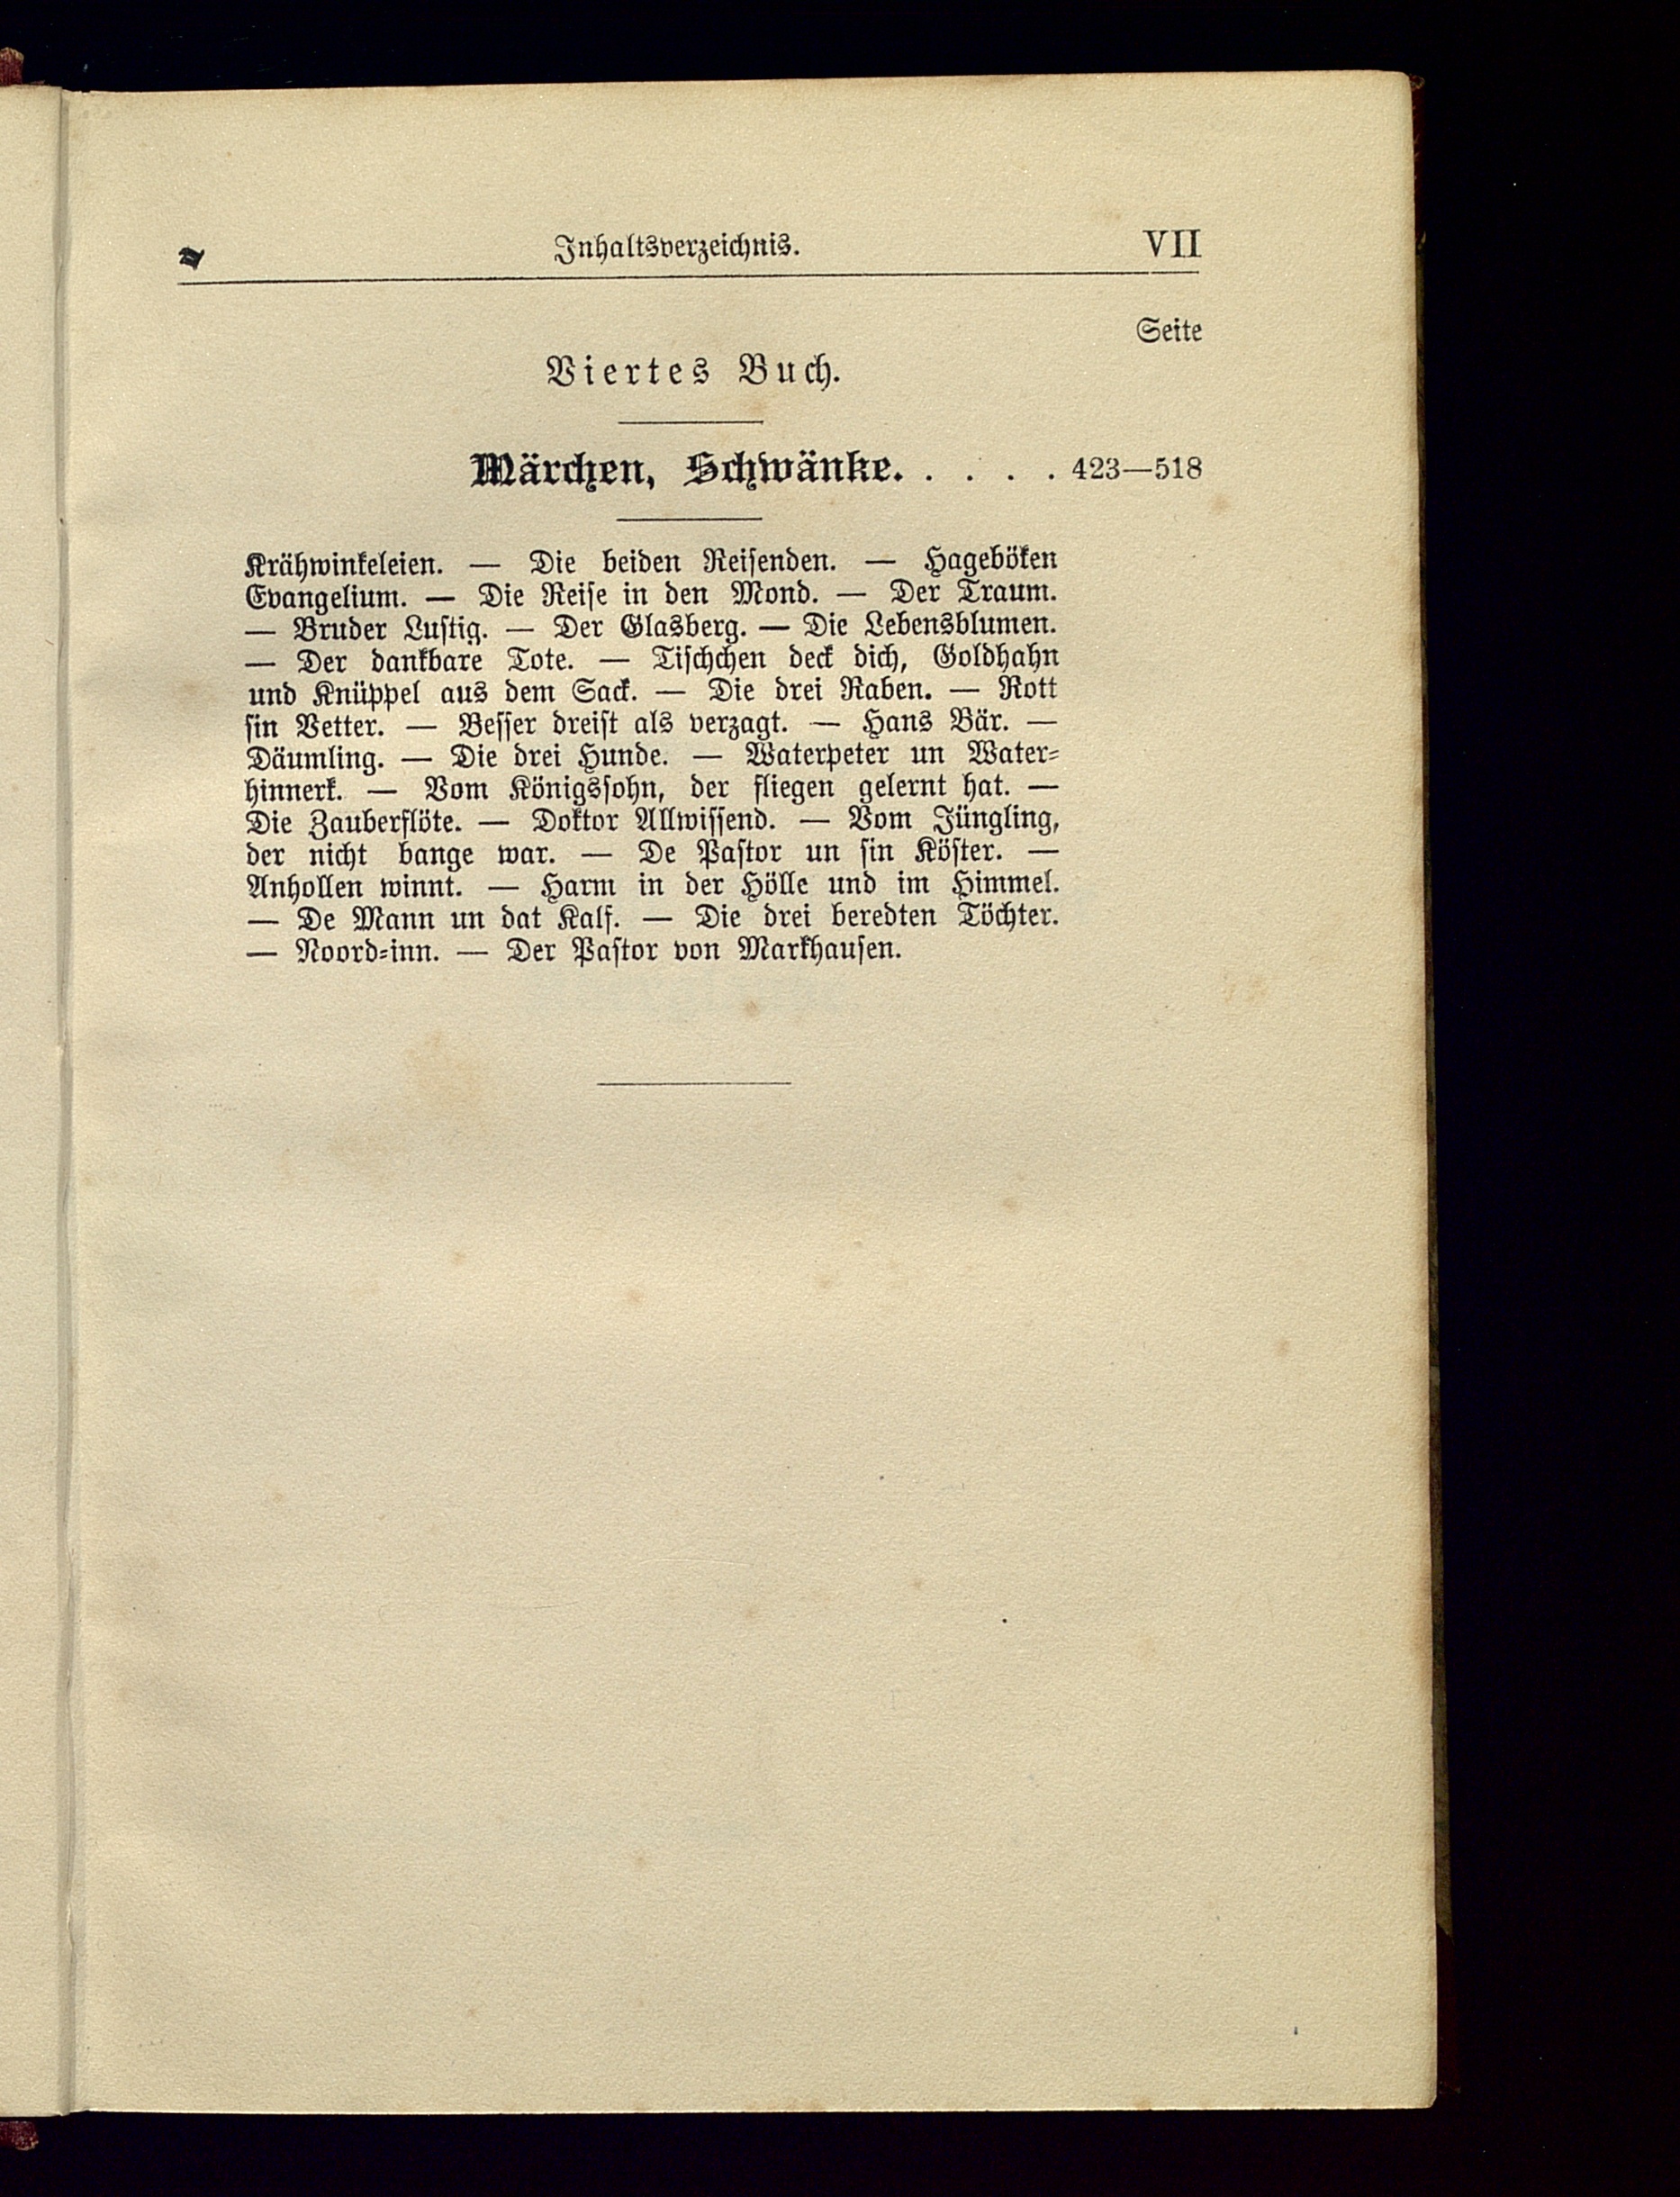 Inhaltsverzeichnis. VII
Seite
Viertes Buch.
Märchen, Schwänke. . . . . 423—518
Krähwinkeleien. — Die beiden Reisenden. — Hageböken
Evangelium. — Die Reise in den Mond. — Der Traum.
— Bruder Lustig. — Der Glasberg. — Die Lebensblumen.
— Der dankbare Tote. — Tischchen deck dich, Goldhahn
und Knüppel aus dem Sack. — Die drei Raben. — Rott
sin Vetter. — Besser dreist als verzagt. — Hans Bär. —
Däumling. — Die drei Hunde. — Waterpeter un Water-
hinnerk. — Vom Königssohn, der fliegen gelernt hat. —
Die Zauberflöte. — Doktor Allwissend. — Vom Jüngling,
der nicht bange war. — De Pastor un sin Köster. —
Anhollen winnt. — Harm in der Hölle und im Himmel.
— De Mann un dat Kalf. — Die drei beredten Töchter.
— Noord-inn. — Der Pastor von Markhausen.